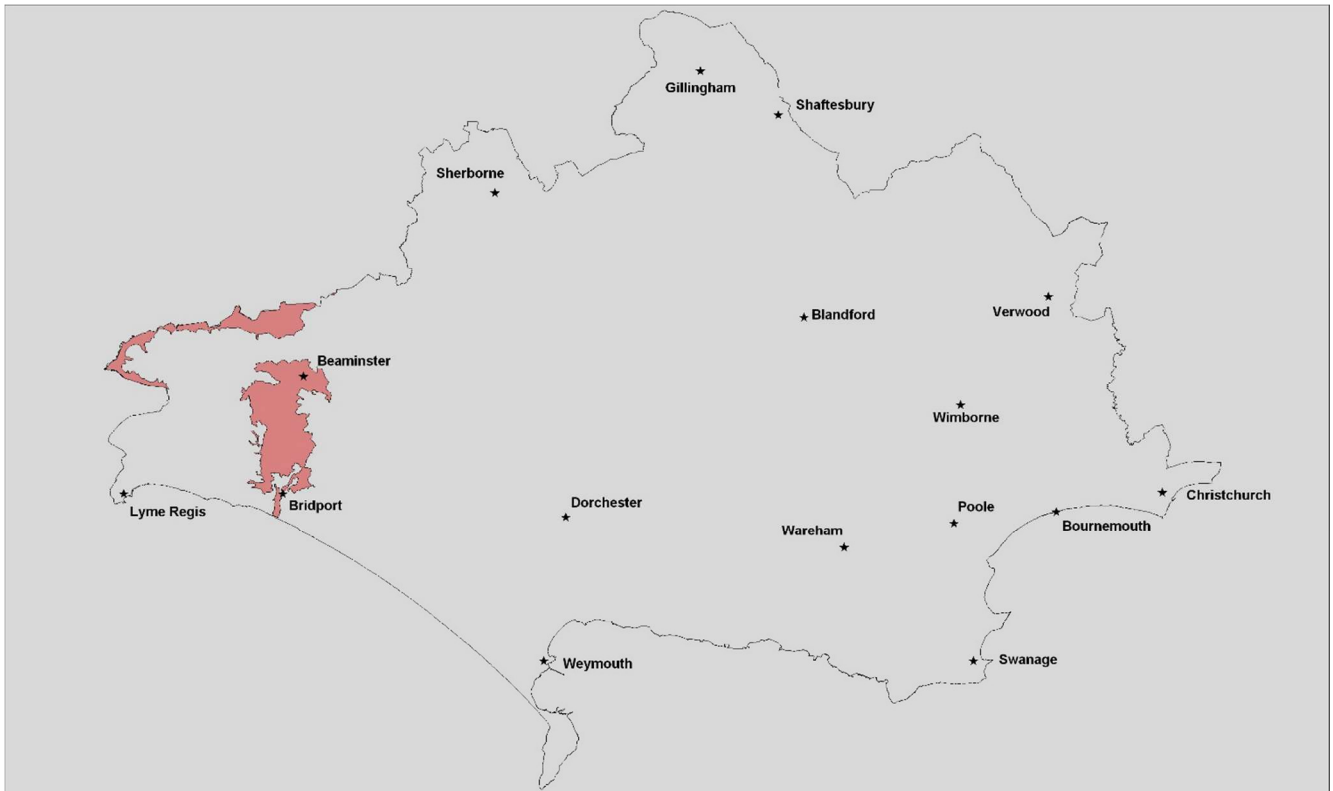 Gillingham
Shaftesbury
Sherborne
Verwood
Blandford
Beaminster
Wimborne
Christchurch
Lyme Regis
Bridport
Dorchester
Poole
Bournemouth
Wareham
Weymouth
Swanage